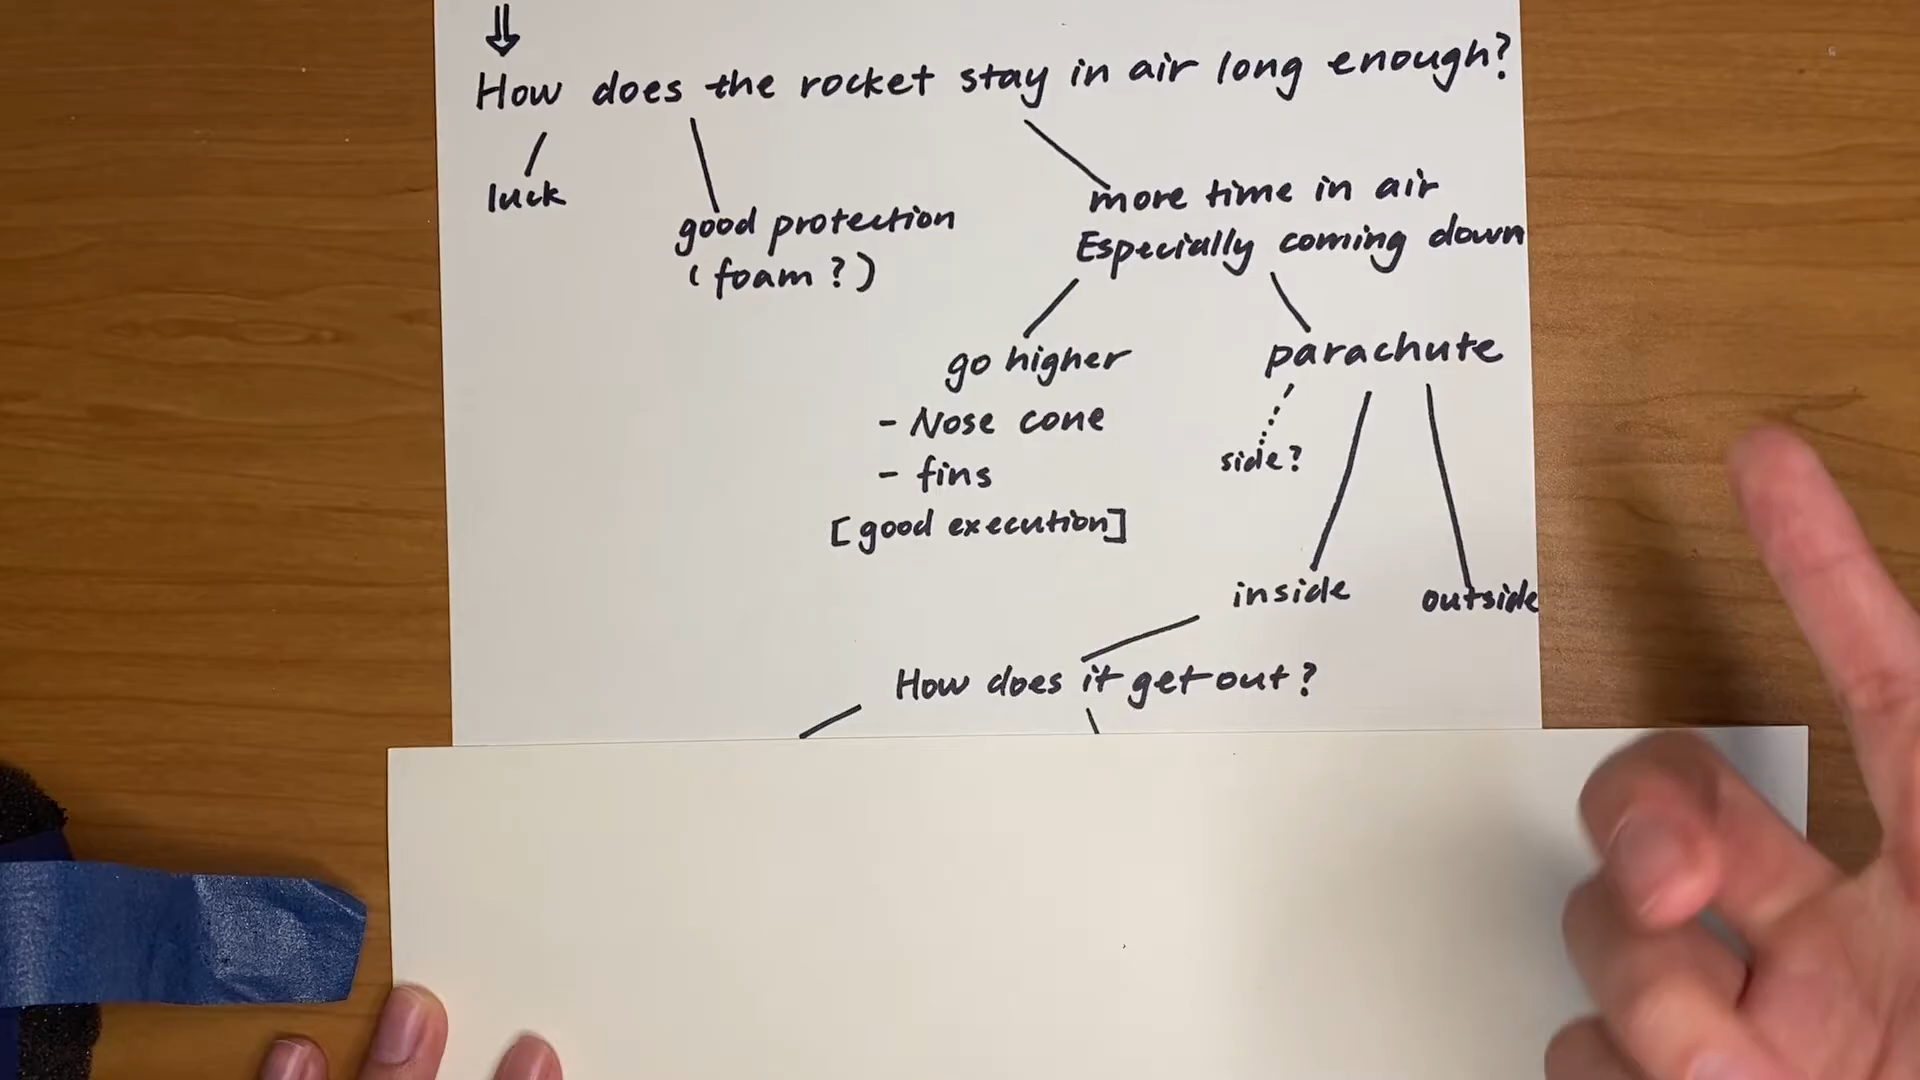 How does the rocket stay in air long enough?
luck
good protection
(foam?)
more time in air
Especially coming down
go higher
- Nose cone
- fins
[good execution]
parachute
side?
inside
outside
How does it get out?